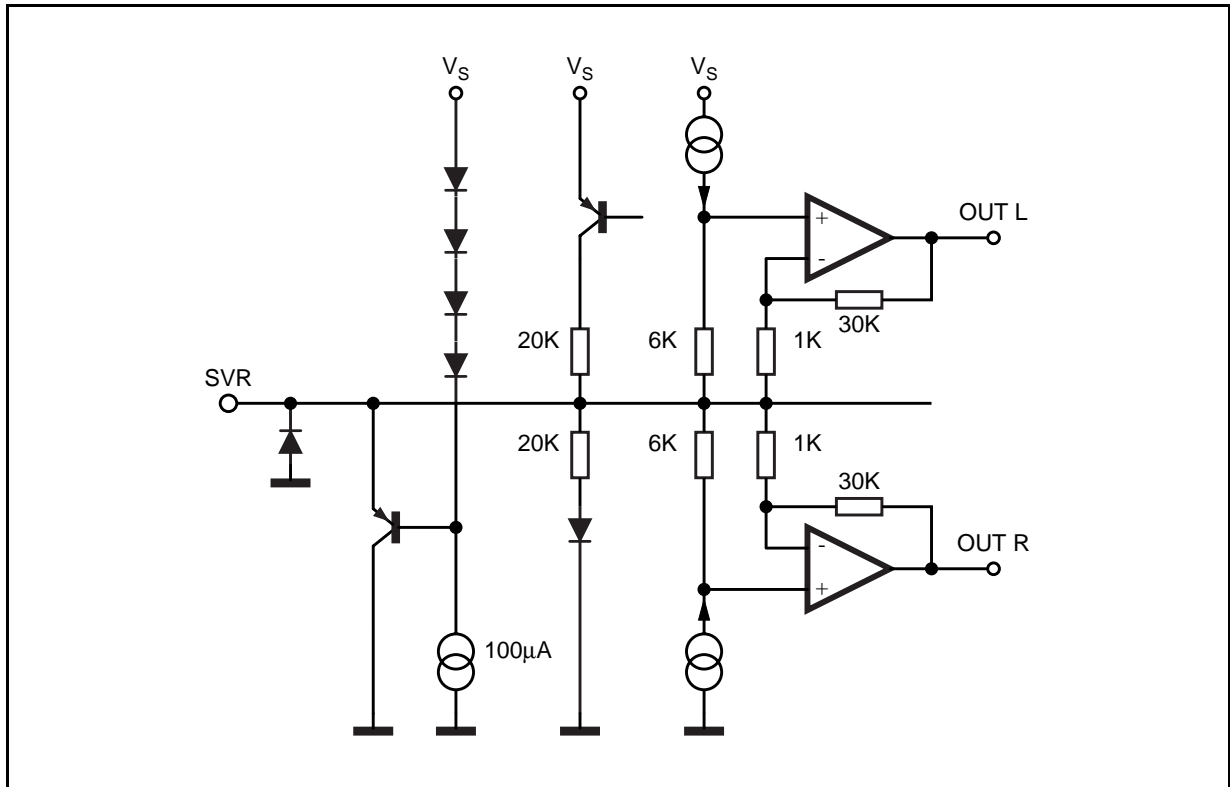 VS VS VS
OUT L
+
-
30K
20K 6K 1K
SVR
20K 6K 1K
30K
-
OUT R
+
100µA